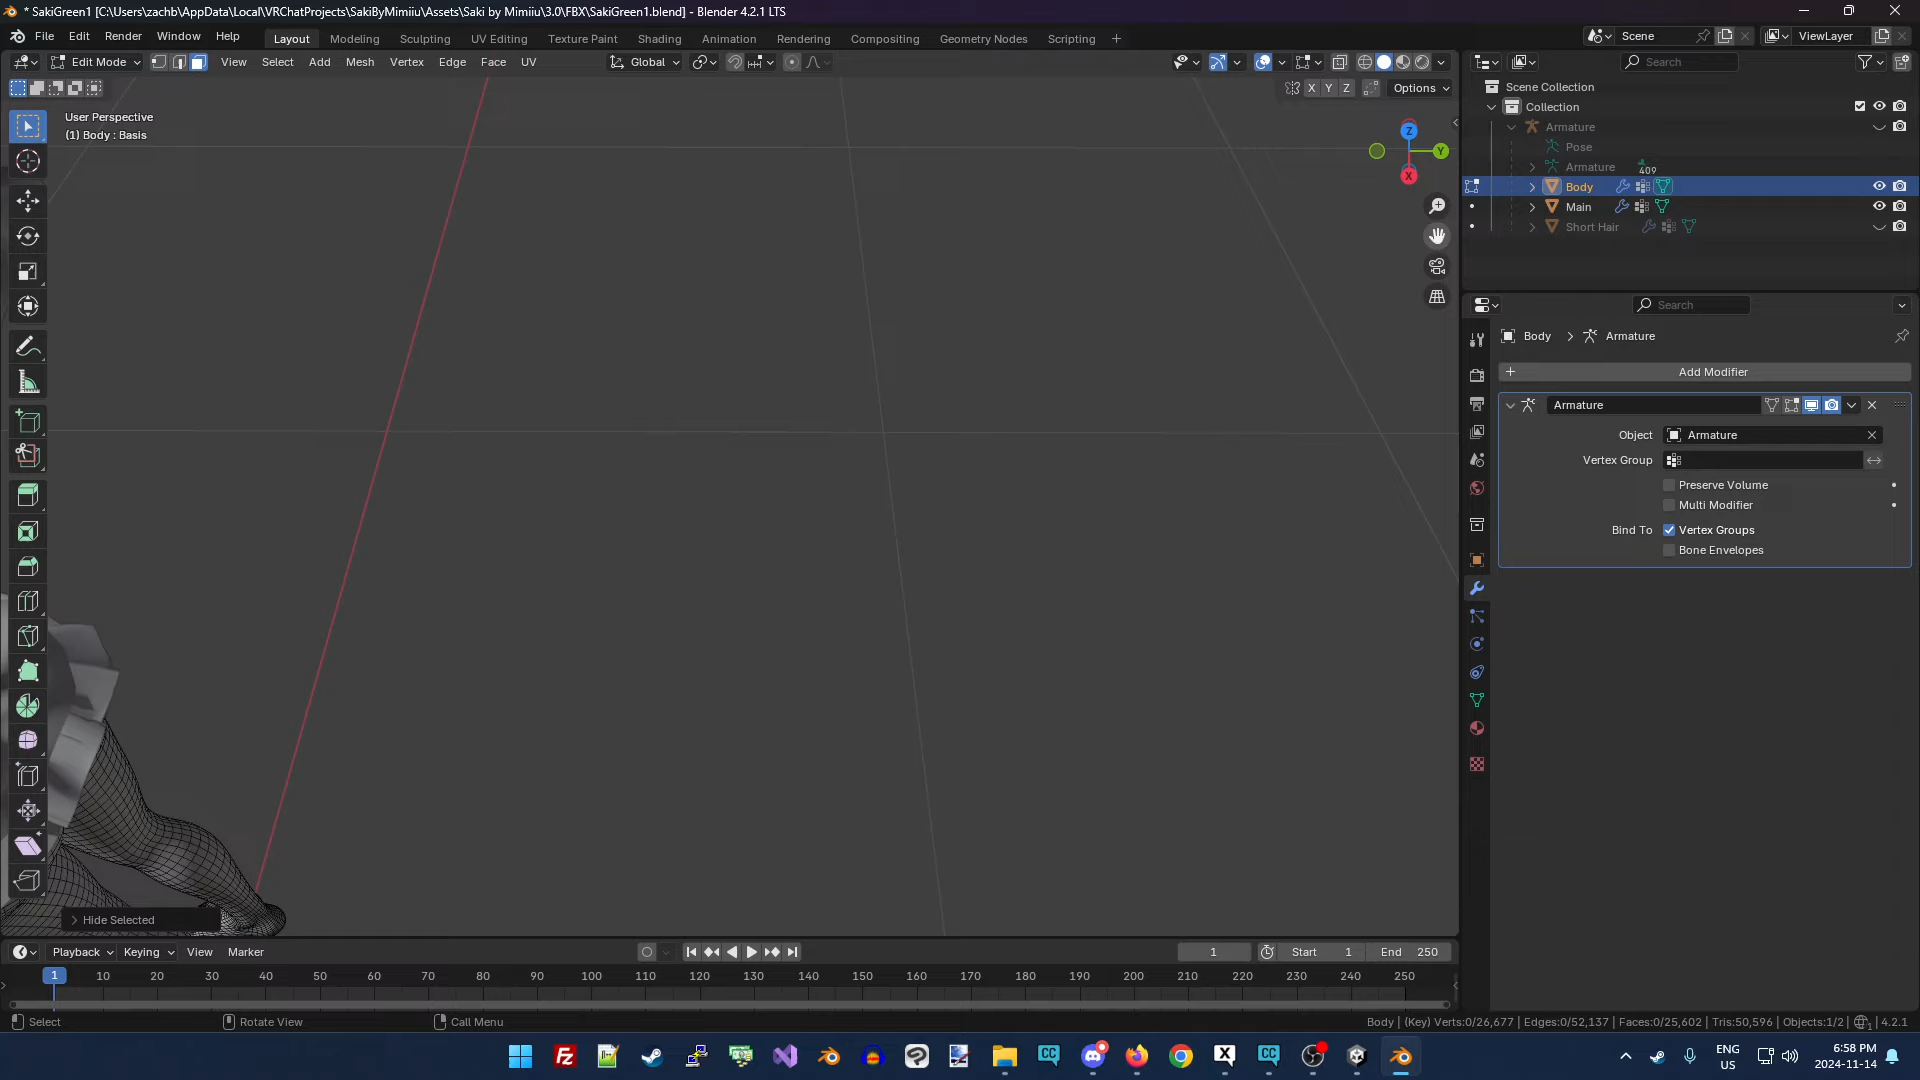 * SakiGreen1 [C:\Users\zachb\AppData\Local\VRChatProjects\SakiByMimiiu\Assets\Saki by Mimiiu\3.0\FBX\SakiGreen1.blend] - Blender 4.2.1 LTS
File Edit Render Window Help Layout Modeling Sculpting UV Editing Texture Paint Shading Animation Rendering Compositing Geometry Nodes Scripting + Scene ViewLayer
Edit Mode View Select Add Mesh Vertex Edge Face UV Global Search
X Y Z Options
Scene Collection
Collection
Armature
Pose
Armature 409
Body
Main
Short Hair
User Perspective
(1) Body : Basis
Z
Y
X
Search
Body > Armature
+ Add Modifier
Armature
Object Armature
Vertex Group
Preserve Volume
Multi Modifier
Bind To Vertex Groups
Bone Envelopes
> Hide Selected
Playback Keying View Marker 1 Start 1 End 250
1 10 20 30 40 50 60 70 80 90 100 110 120 130 140 150 160 170 180 190 200 210 220 230 240 250
Select Rotate View Call Menu Body | (Key) Verts:0/26,677 | Edges:0/52,137 | Faces:0/25,602 | Tris:50,596 | Objects:1/2 | 4.2.1
ENG
US
6:58 PM
2024-11-14